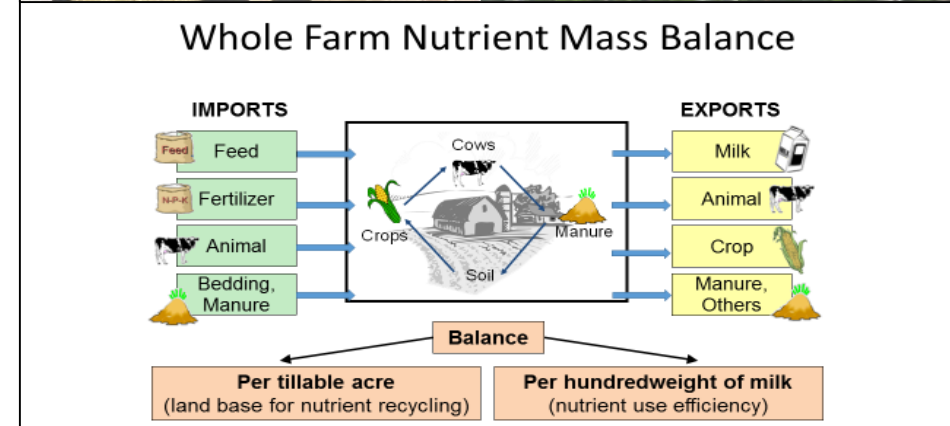 Whole Farm Nutrient Mass Balance
IMPORTS
Feed
Feed
N-P-K
Fertilizer
Animal
Bedding,
Manure
Cows
Crops
Manure
Soil
EXPORTS
Milk
Animal
Crop
Manure,
Others
Balance
Per tillable acre
(land base for nutrient recycling)
Per hundredweight of milk
(nutrient use efficiency)